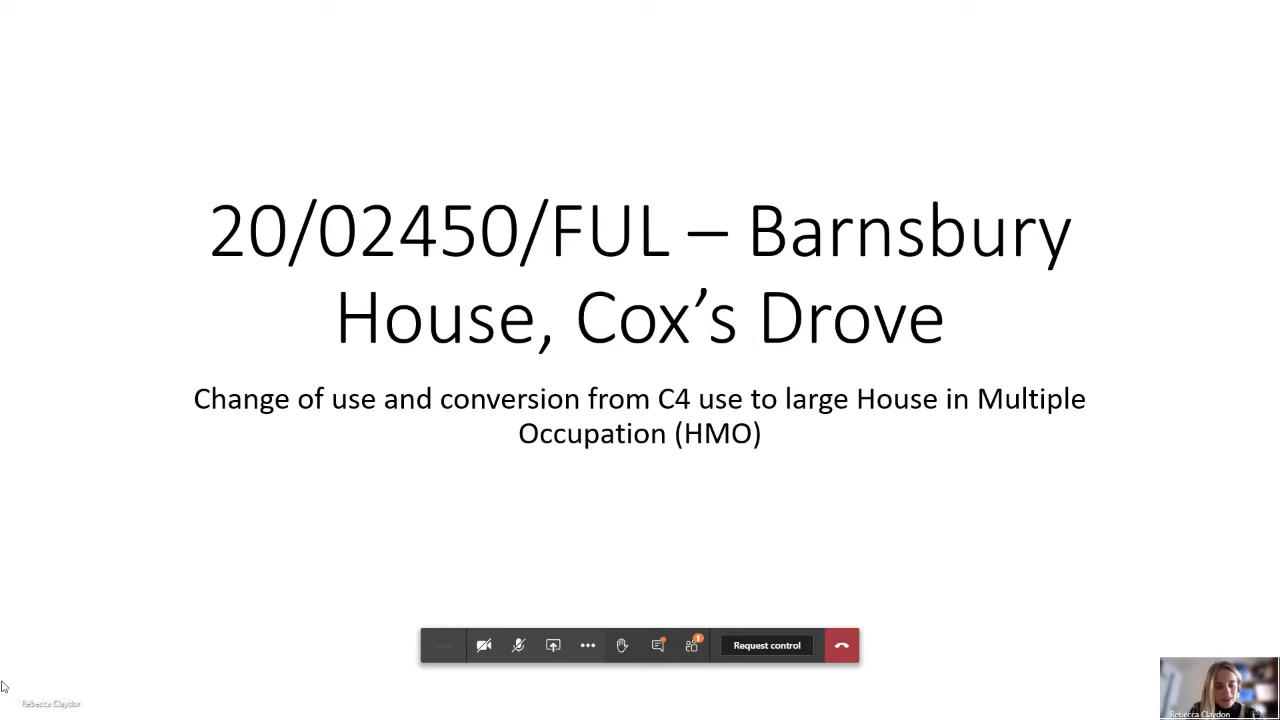 20/02450/FUL – Barnsbury
House, Cox’s Drove
Change of use and conversion from C4 use to large House in Multiple
Occupation (HMO)
1
Request control
Rebecca Claydon
Rebecca Claydon